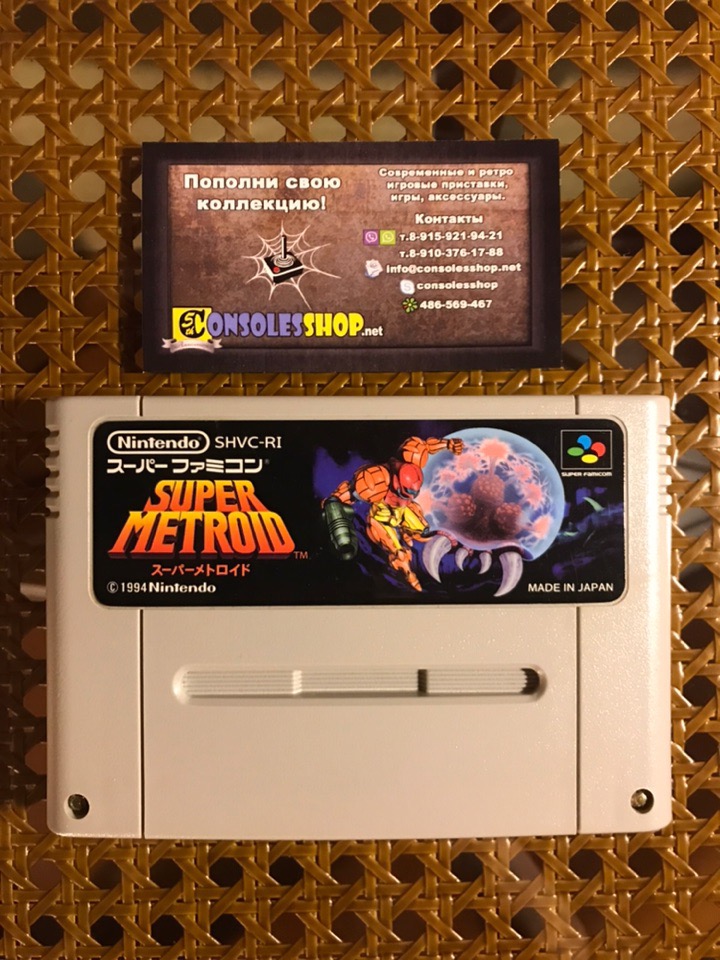 Пополни свою
коллекцию!
Современные и ретро
игровые приставки,
игры, аксессуары.
Контакты
т.8-915-921-94-21
т.8-910-376-17-88
info@consolesshop.net
consolesshop
486-569-467
CONSOLESSHOP.net
Nintendo SHVC-RI
スーパーファミコン®
SUPER
METROID™
スーパーメトロイド
© 1994 Nintendo
SUPER FAMICOM
MADE IN JAPAN